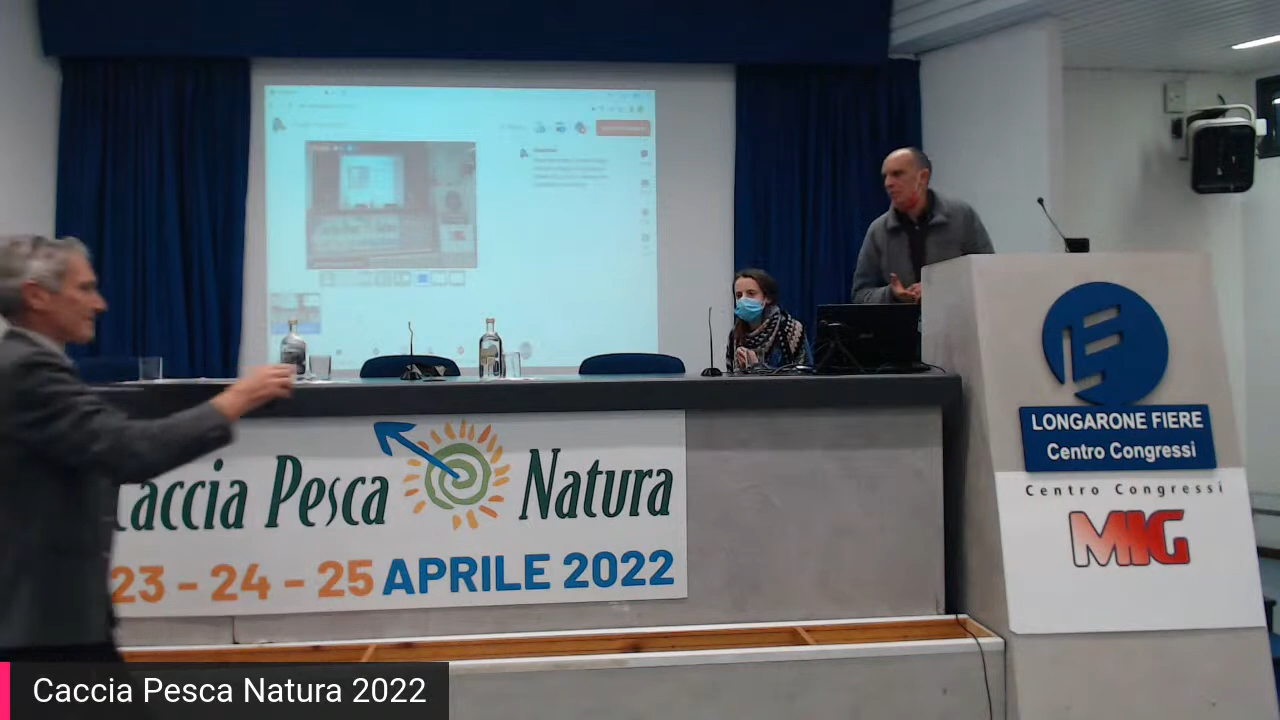 LONGARONE FIERE
Centro Congressi
Centro Congressi
MIG
Caccia Pesca Natura
23 - 24 - 25 APRILE 2022
Caccia Pesca Natura 2022